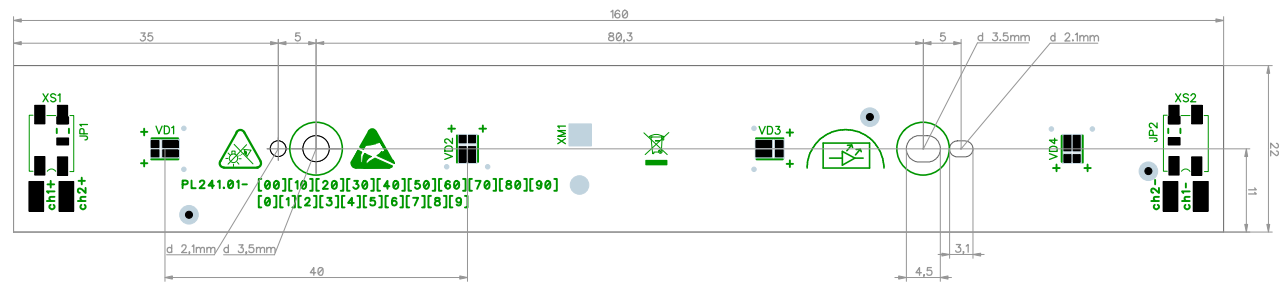 160
35 5 80,3 5 d 3.5mm d 2.1mm
XS1 XS2
JP1 VD1 VD2 XM1 VD3 VD4 JP2
22
11
PL241.01- [00][10][20][30][40][50][60][70][80][90]
[0][1][2][3][4][5][6][7][8][9]
ch1+ ch2+ ch2- ch1-
d 2,1mm d 3,5mm
3,1
40 4,5